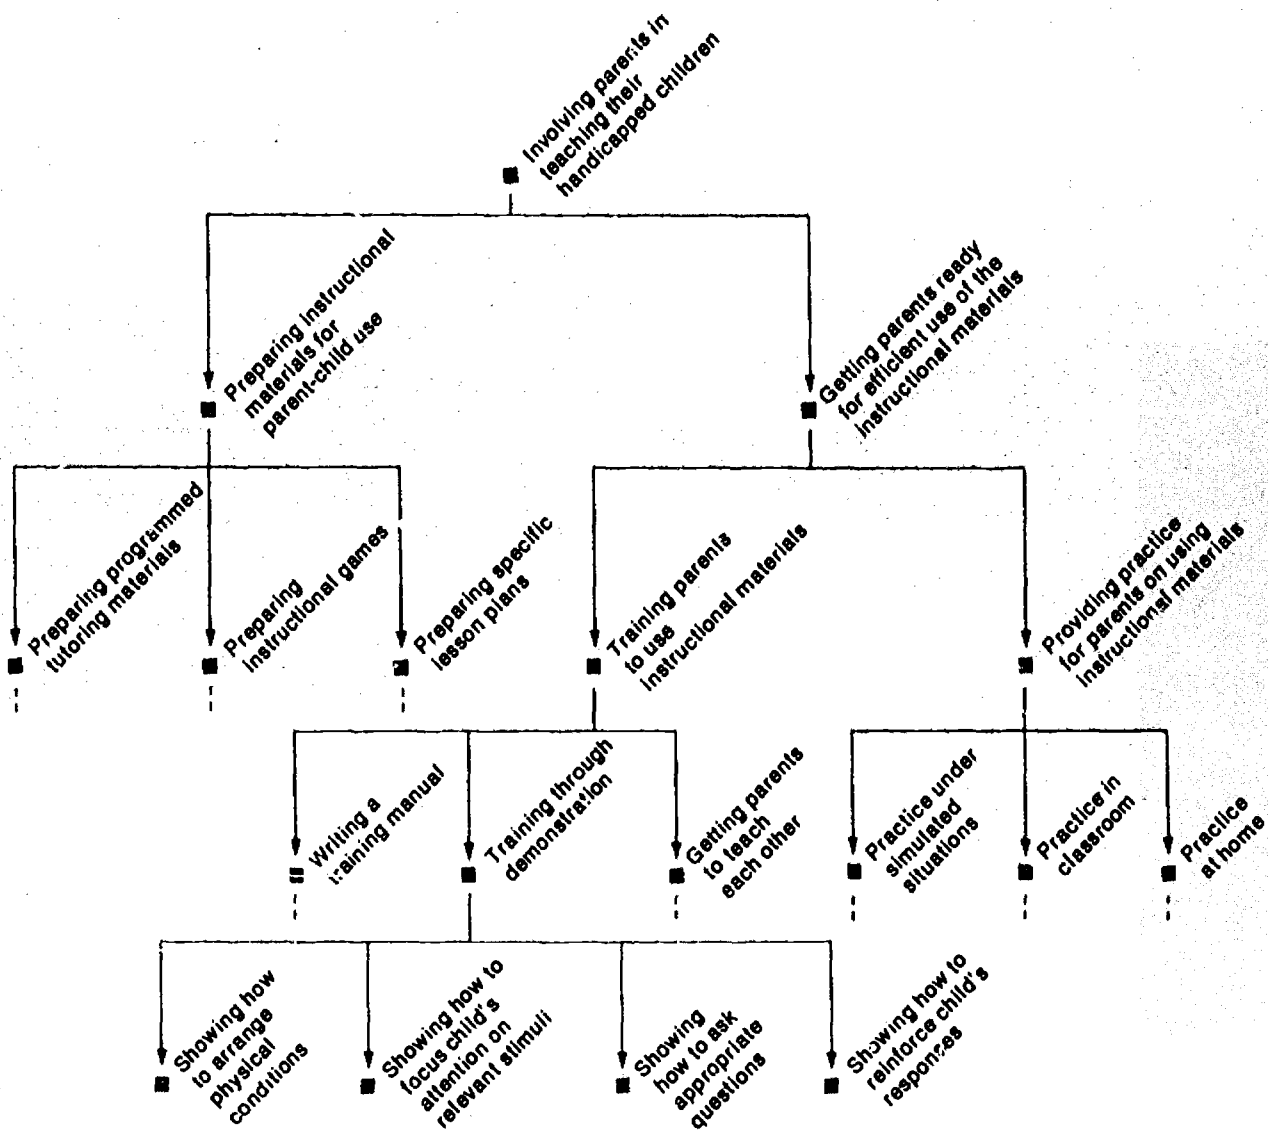 Involving parents in
teaching their
handicapped children
Preparing instructional
materials for
parent-child use
Getting parents ready
for efficient use of the
instructional materials
Preparing programmed
tutoring materials
Preparing
instructional games
Preparing specific
lesson plans
Training parents
to use
instructional materials
Providing practice
for parents on using
instructional materials
Writing a
training manual
Training through
demonstration
Getting parents
to teach
each other
Practice under
simulated
situations
Practice in
classroom
Practice
at home
Showing how
to arrange
physical
conditions
Showing how to
focus child's
attention on
relevant stimuli
Showing
how to ask
appropriate
questions
Showing how to
reinforce child's
responces